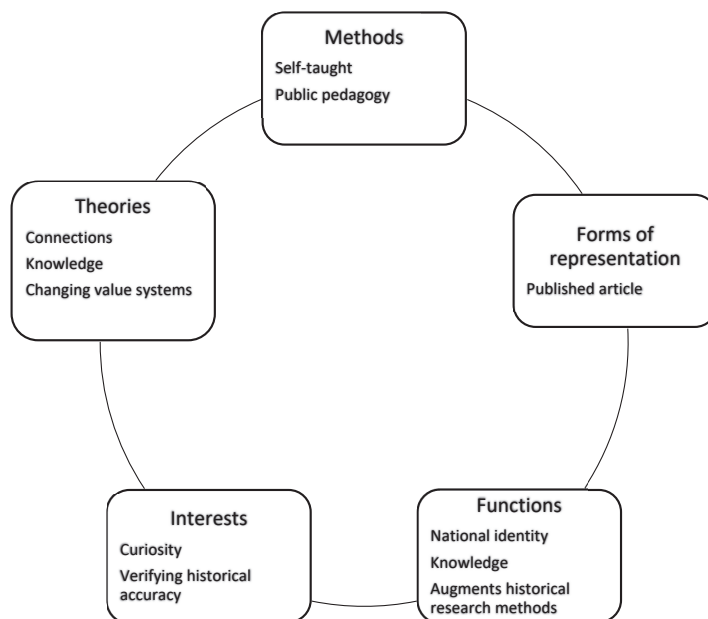 Methods
Self-taught
Public pedagogy
Theories
Connections
Knowledge
Changing value systems
Forms of
representation
Published article
Interests
Curiosity
Verifying historical
accuracy
Functions
National identity
Knowledge
Augments historical
research methods